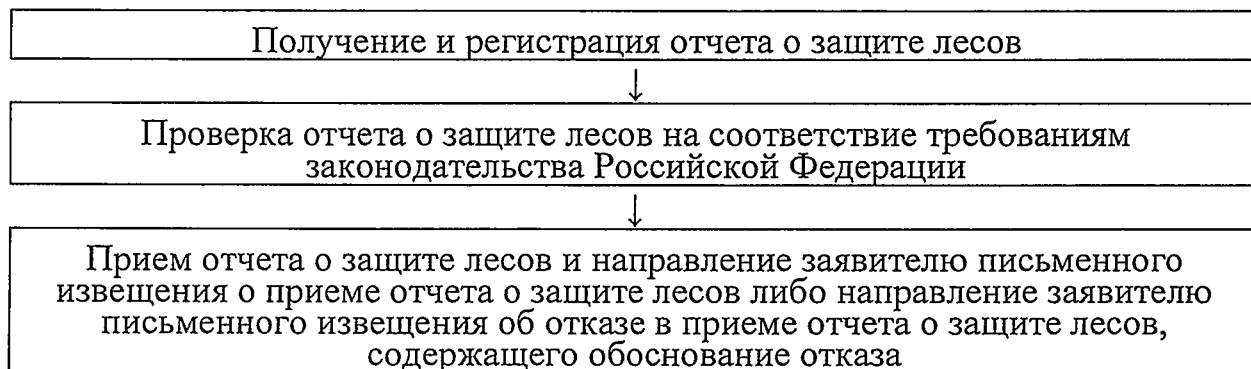 Получение и регистрация отчета о защите лесов
↓
Проверка отчета о защите лесов на соответствие требованиям
законодательства Российской Федерации
↓
Прием отчета о защите лесов и направление заявителю письменного
извещения о приеме отчета о защите лесов либо направление заявителю
письменного извещения об отказе в приеме отчета о защите лесов,
содержащего обоснование отказа